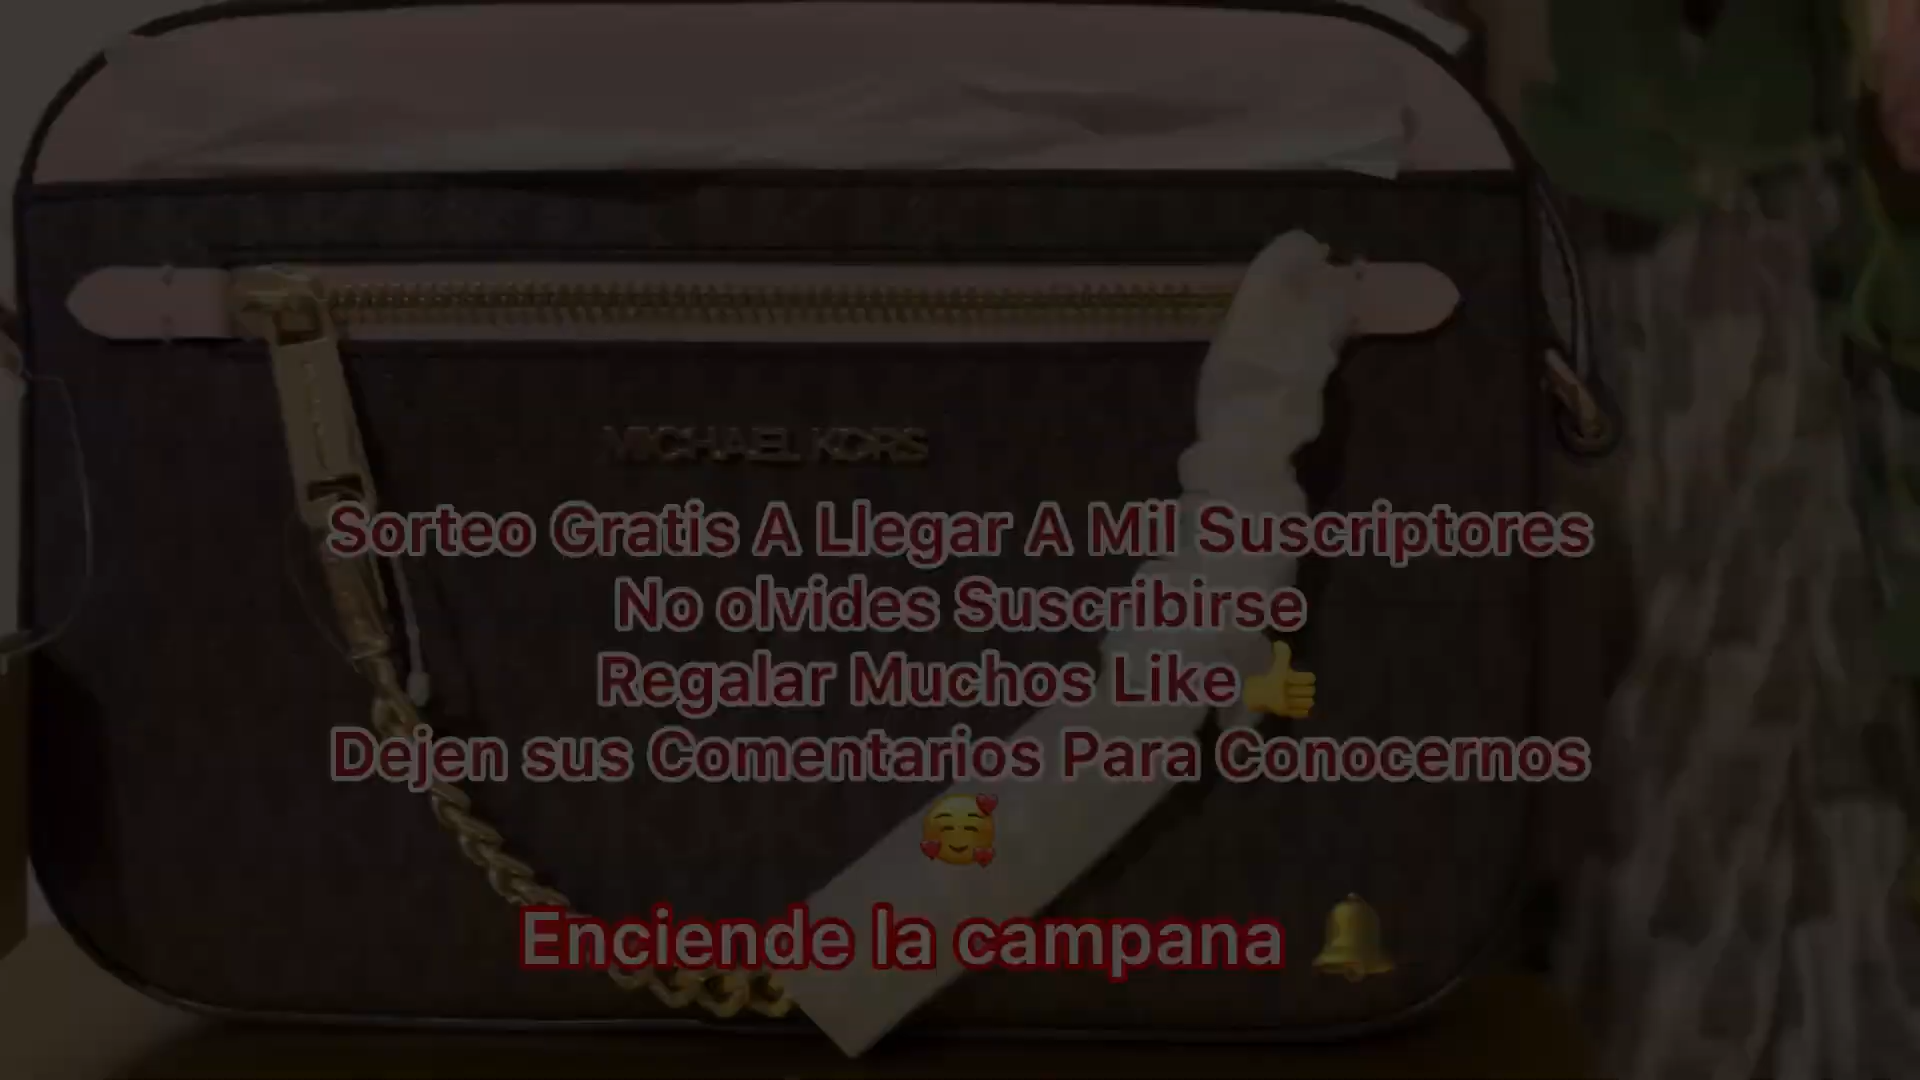 MICHAEL KORS
Sorteo Gratis A Llegar A Mil Suscriptores
No olvides Suscribirse
Regalar Muchos Like👍
Dejen sus Comentarios Para Conocernos
🥰
Enciende la campana 🔔